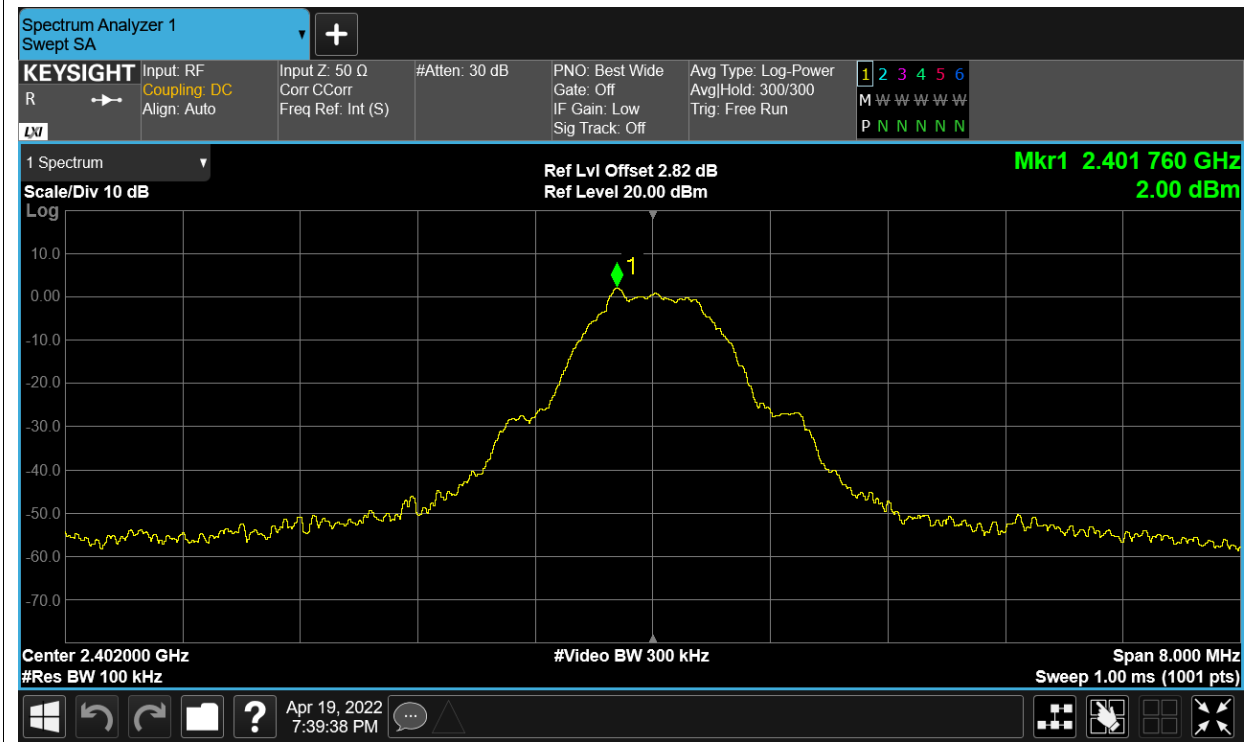 Spectrum Analyzer 1
Swept SA
+
KEYSIGHT
R
LXI
Input: RF
Coupling: DC
Align: Auto
Input Z: 50 Ω
Corr CCorr
Freq Ref: Int (S)
#Atten: 30 dB
PNO: Best Wide
Gate: Off
IF Gain: Low
Sig Track: Off
Avg Type: Log-Power
Avg|Hold: 300/300
Trig: Free Run
1 2 3 4 5 6
M W W W W W
P N N N N N
1 Spectrum
Scale/Div 10 dB
Log
Ref Lvl Offset 2.82 dB
Ref Level 20.00 dBm
Mkr1 2.401 760 GHz
2.00 dBm
10.0
0.00
-10.0
-20.0
-30.0
-40.0
-50.0
-60.0
-70.0
1
Center 2.402000 GHz
#Res BW 100 kHz
#Video BW 300 kHz
Span 8.000 MHz
Sweep 1.00 ms (1001 pts)
?
Apr 19, 2022
7:39:38 PM